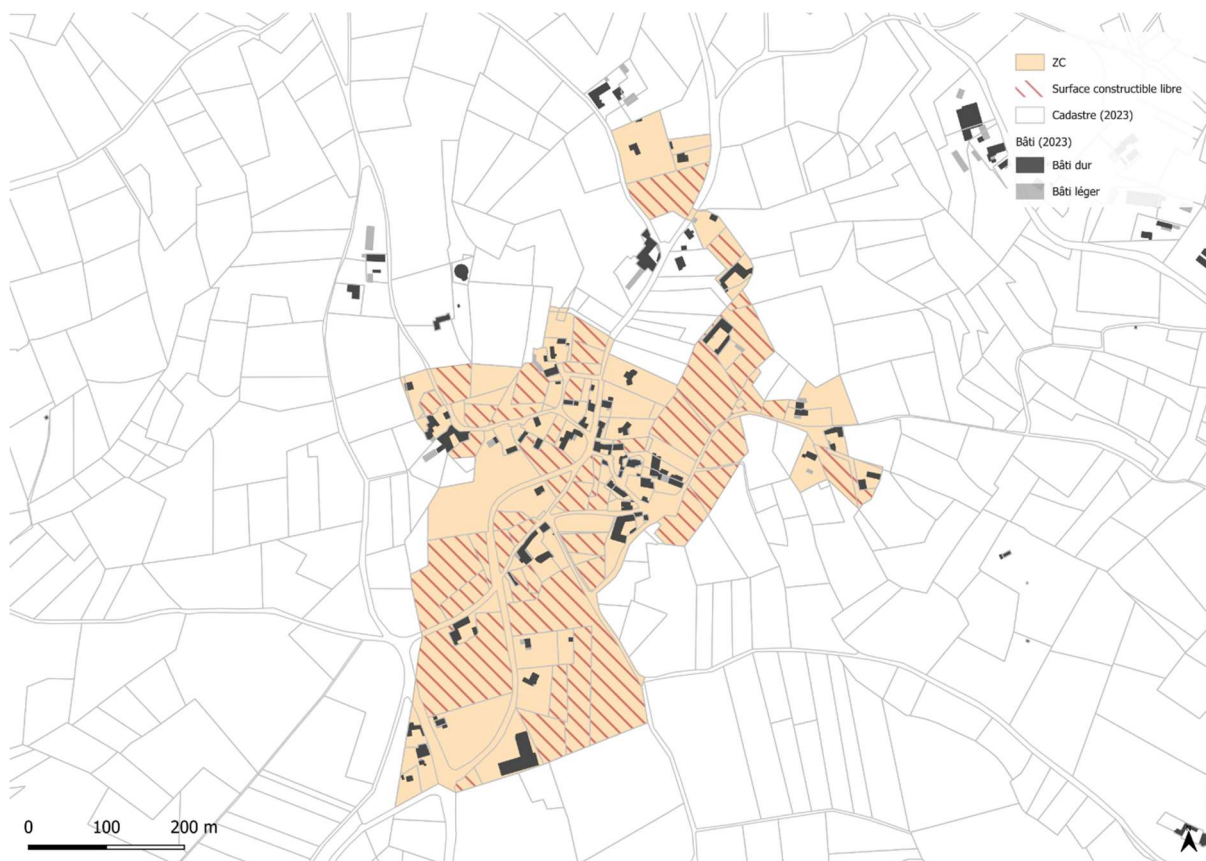 ZC
Surface constructible libre
Cadastre (2023)
Bâti (2023)
Bâti dur
Bâti léger
0 100 200 m